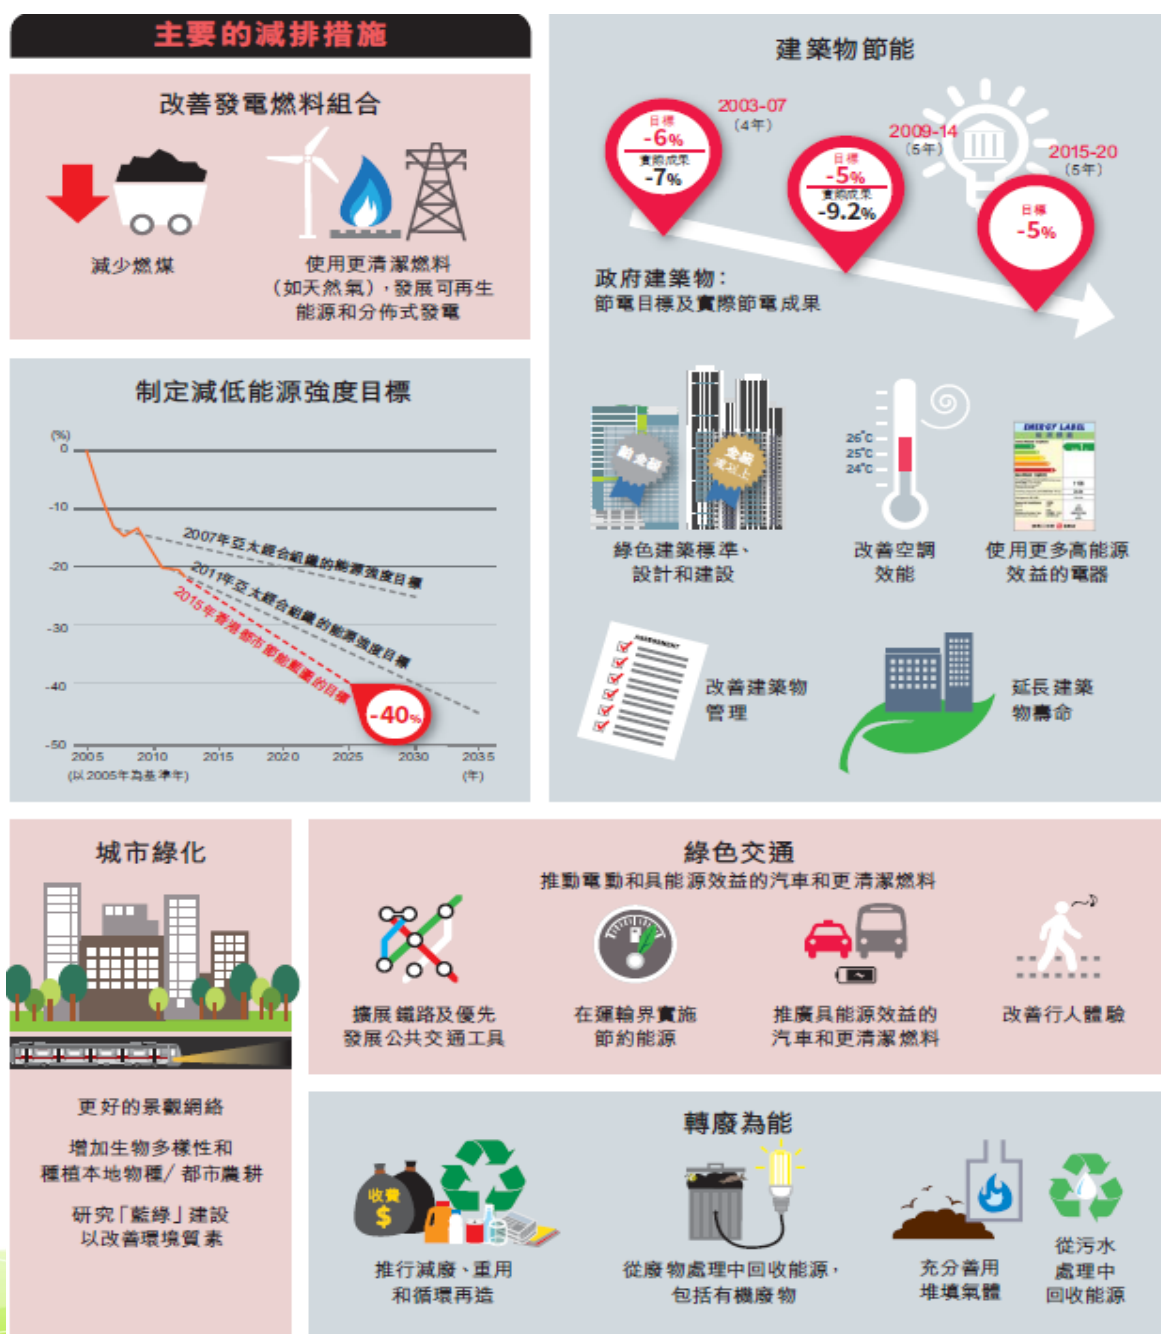 主要的減排措施
改善發電燃料組合
減少燃煤
使用更清潔燃料
（如天然氣），發展可再生
能源和分佈式發電
制定減低能源強度目標
(%)
0
-10
-20
-30
-40
-50
2007年亞太經合組織的能源強度目標
2011年亞太經合組織的能源強度目標
2015年香港都市節能藍圖的目標
-40%
2005
2010
2015
2020
2025
2030
2035
(以2005年為基準年)
(年)
建築物節能
2003-07
（4年）
目標
-6%
實際成果
-7%
2009-14
（5年）
目標
-5%
實際成果
-9.2%
2015-20
（5年）
目標
-5%
政府建築物：
節電目標及實際節電成果
鉑金級
金級
或以上
綠色建築標準、
設計和建設
26°C
25°C
24°C
改善空調
效能
ENERGY LABEL
使用更多高能源
效益的電器
改善建築物
管理
延長建築
物壽命
城市綠化
更好的景觀網絡
增加生物多樣性和
種植本地物種/ 都市農耕
研究「藍綠」建設
以改善環境質素
綠色交通
推動電動和具能源效益的汽車和更清潔燃料
擴展鐵路及優先
發展公共交通工具
在運輸界實施
節約能源
推廣具能源效益的
汽車和更清潔燃料
改善行人體驗
轉廢為能
收費
$
推行減廢、重用
和循環再造
從廢物處理中回收能源，
包括有機廢物
充分善用
堆填氣體
從污水
處理中
回收能源